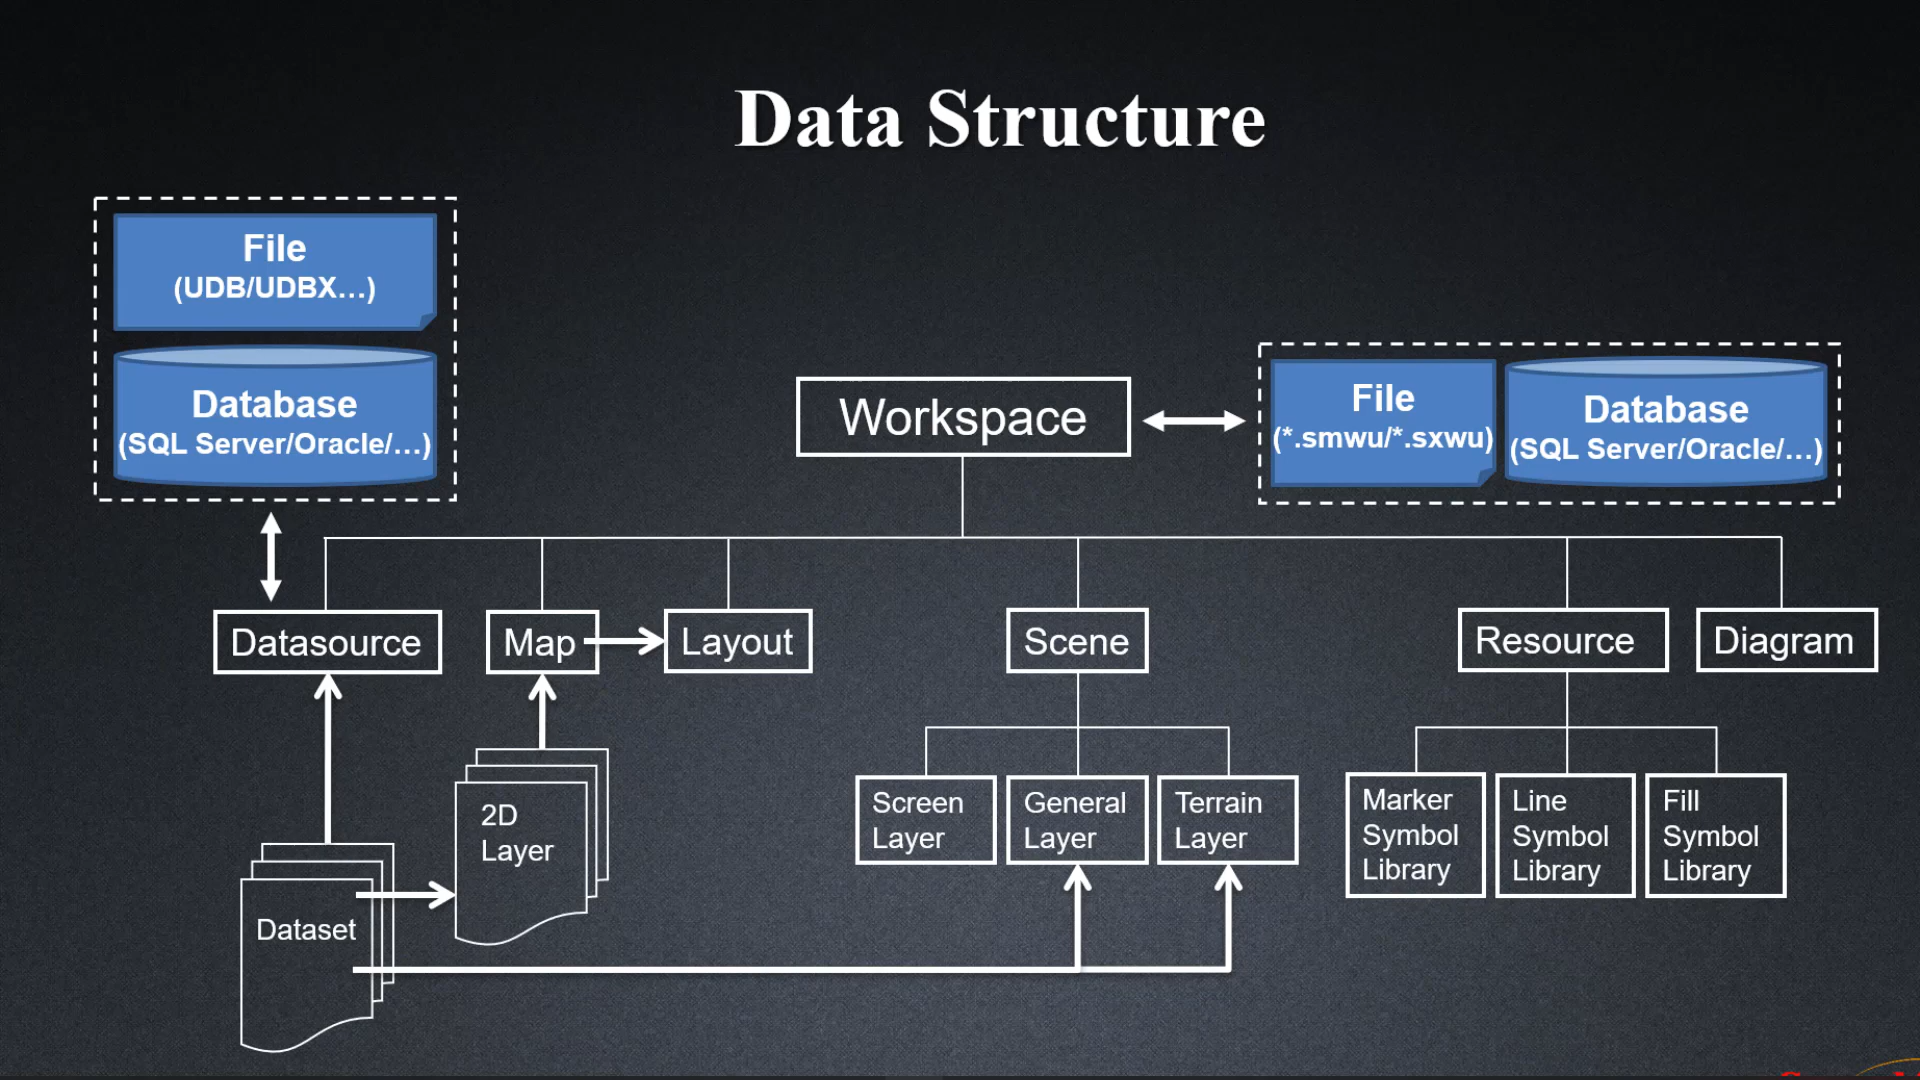 Data Structure
File
(UDB/UDBX...)
Database
(SQL Server/Oracle/...)
Workspace
File
(*.smwu/*.sxwu)
Database
(SQL Server/Oracle/...)
Datasource
Map
Layout
Scene
Resource
Diagram
2D
Layer
Dataset
Screen
Layer
General
Layer
Terrain
Layer
Marker
Symbol
Library
Line
Symbol
Library
Fill
Symbol
Library